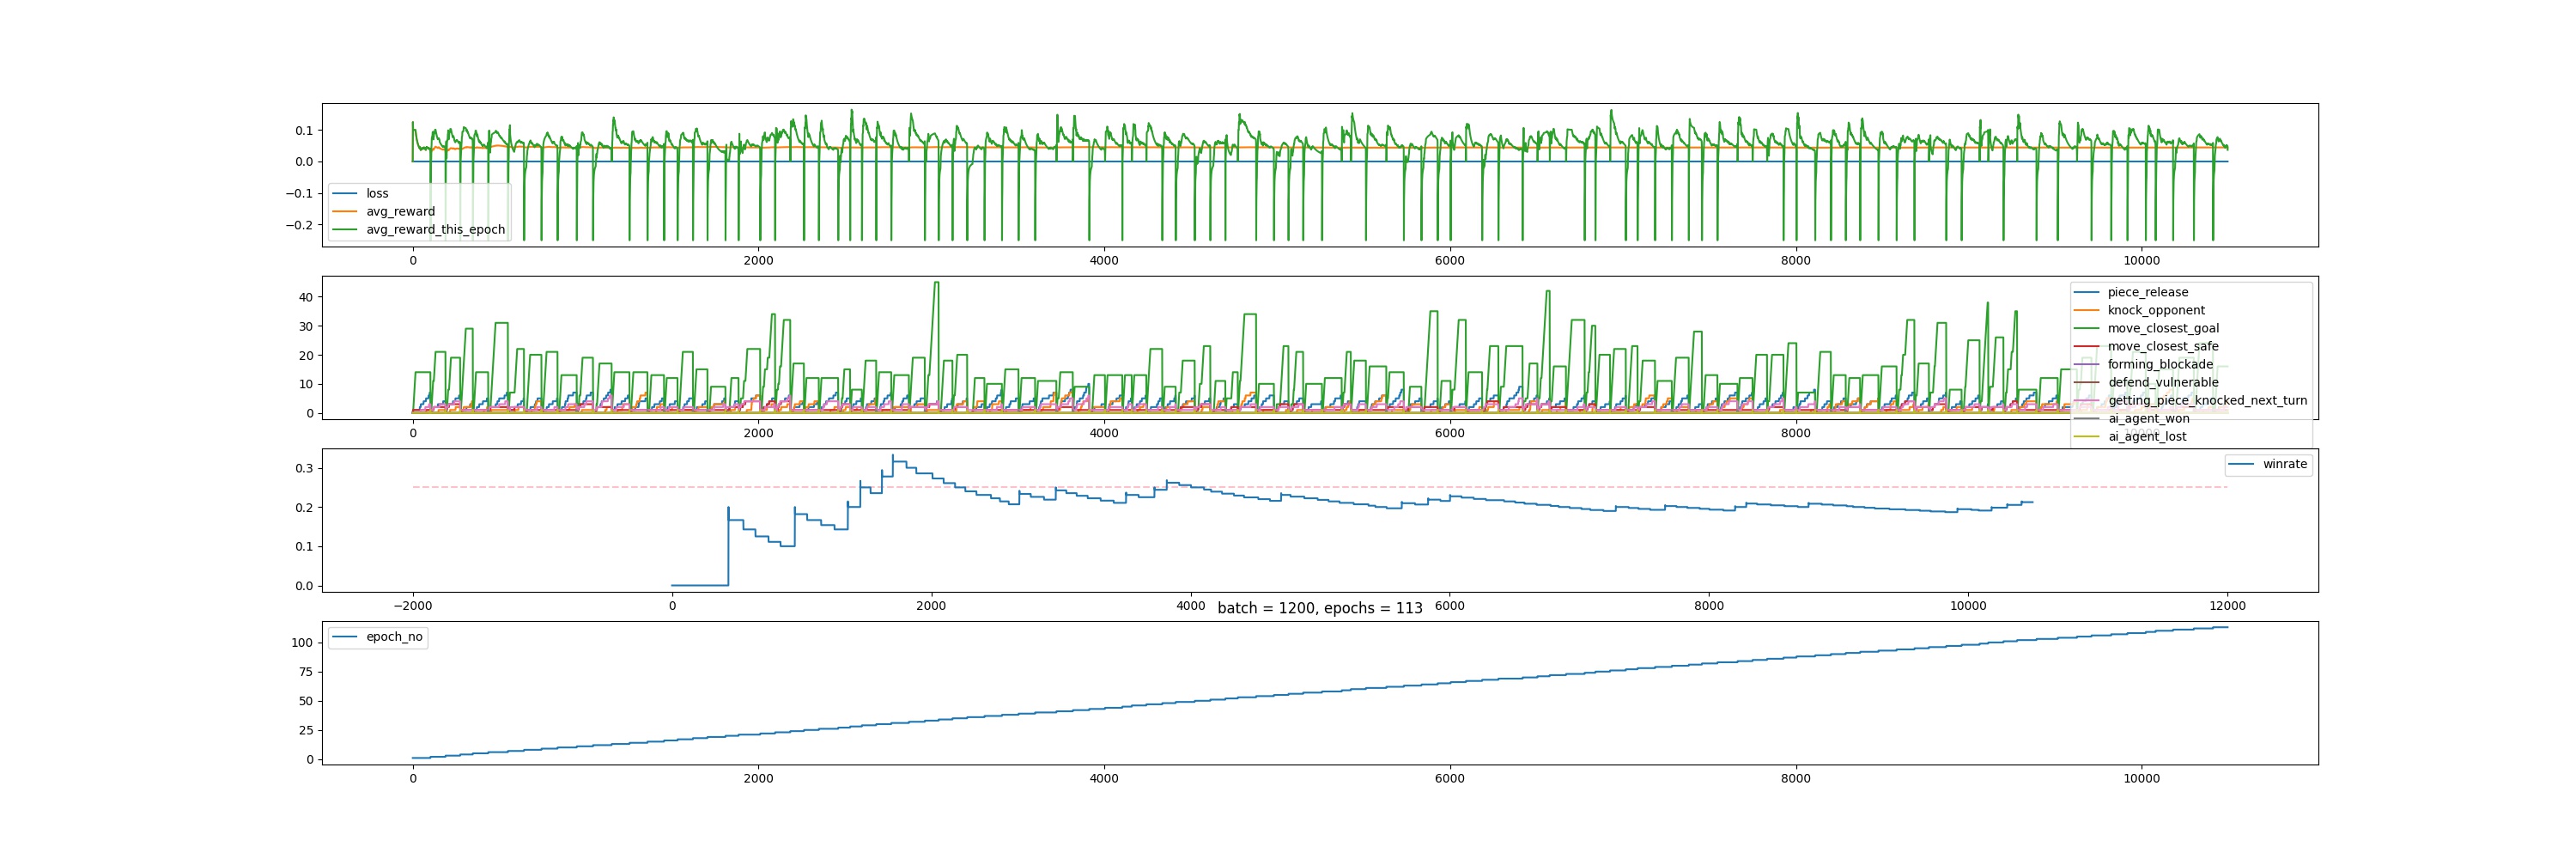 0.1
0.0
−0.1
−0.2
loss
avg_reward
avg_reward_this_epoch
0 2000 4000 6000 8000 10000
40
30
20
10
0
piece_release
knock_opponent
move_closest_goal
move_closest_safe
forming_blockade
defend_vulnerable
getting_piece_knocked_next_turn
ai_agent_won
ai_agent_lost
0 2000 4000 6000 8000 10000
0.3
0.2
0.1
0.0
winrate
−2000 0 2000 4000 6000 8000 10000 12000
batch = 1200, epochs = 113
100
75
50
25
0
epoch_no
0 2000 4000 6000 8000 10000